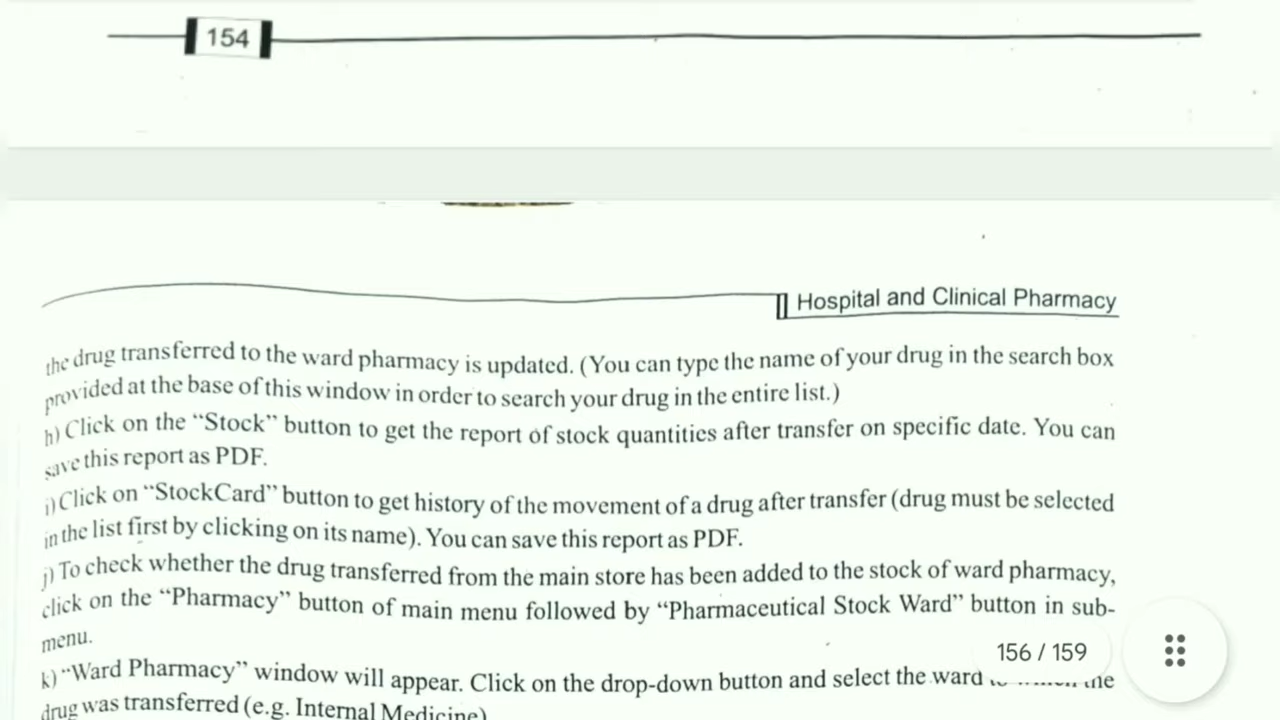 154
Hospital and Clinical Pharmacy
the drug transferred to the ward pharmacy is updated. (You can type the name of your drug in the search box
provided at the base of this window in order to search your drug in the entire list.)
h) Click on the “Stock” button to get the report of stock quantities after transfer on specific date. You can
save this report as PDF.
i) Click on “StockCard” button to get history of the movement of a drug after transfer (drug must be selected
in the list first by clicking on its name). You can save this report as PDF.
j) To check whether the drug transferred from the main store has been added to the stock of ward pharmacy,
click on the “Pharmacy” button of main menu followed by “Pharmaceutical Stock Ward” button in sub-
menu.
156 / 159
k) “Ward Pharmacy” window will appear. Click on the drop-down button and select the ward the
drug was transferred (e.g. Internal Medicine)